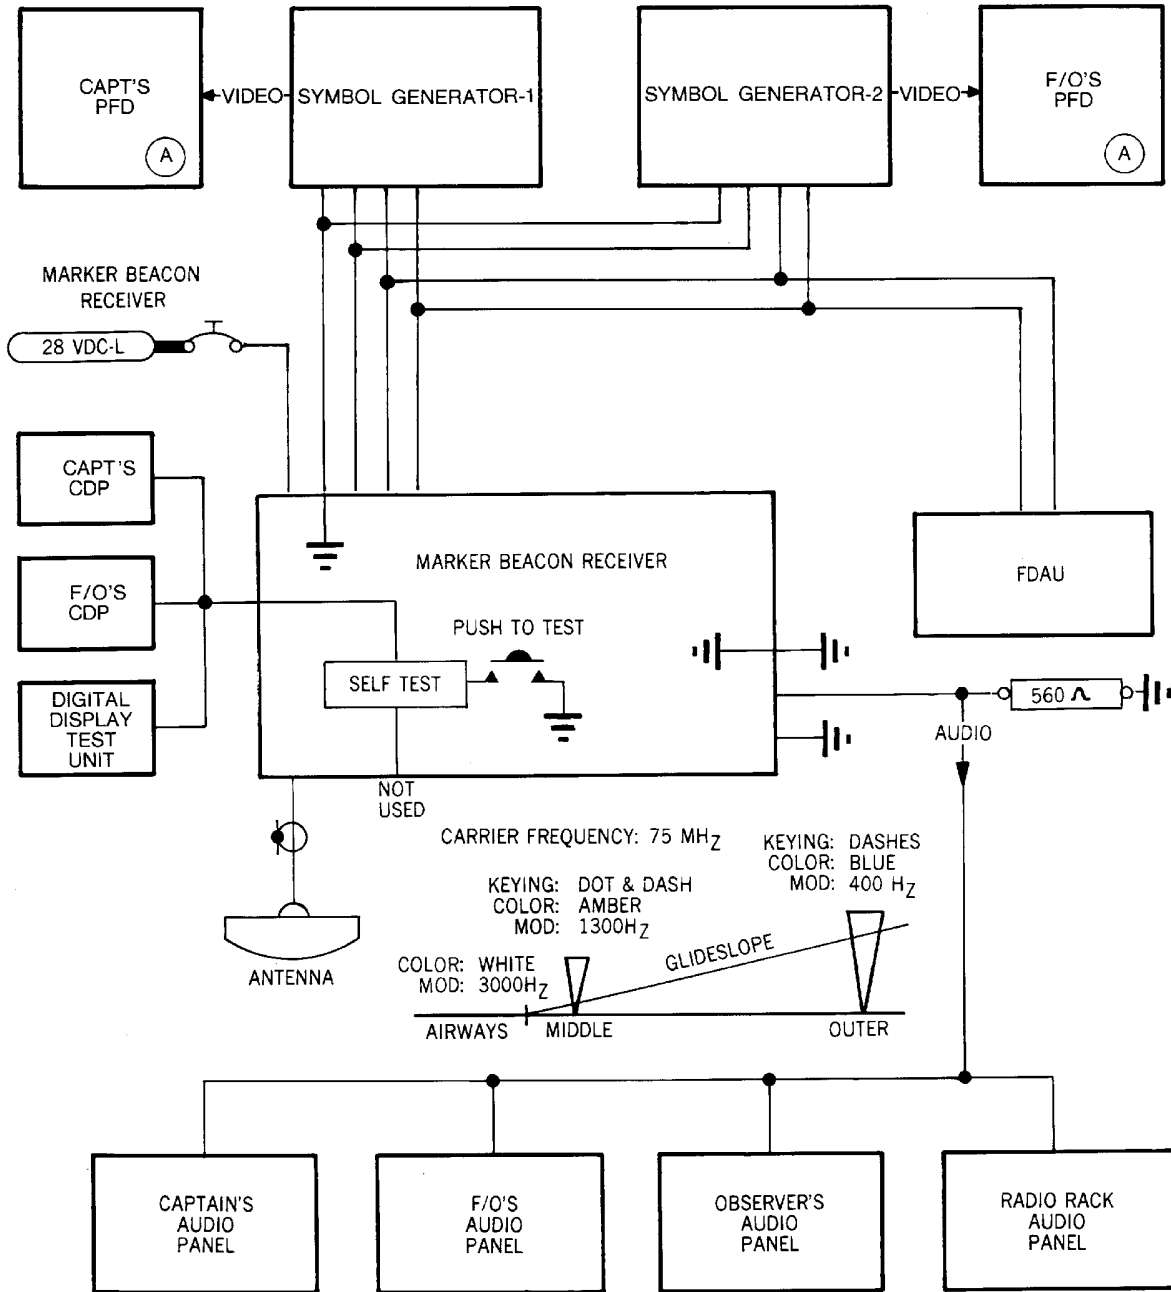 CAPT'S
PFD
A
VIDEO
SYMBOL GENERATOR-1
SYMBOL GENERATOR-2
VIDEO
F/O'S
PFD
A
MARKER BEACON
RECEIVER
28 VDC-L
CAPT'S
CDP
F/O'S
CDP
DIGITAL
DISPLAY
TEST
UNIT
MARKER BEACON RECEIVER
PUSH TO TEST
SELF TEST
NOT
USED
FDAU
560 Λ
AUDIO
ANTENNA
CARRIER FREQUENCY: 75 MHZ
KEYING: DASHES
COLOR: BLUE
MOD: 400 HZ
KEYING: DOT & DASH
COLOR: AMBER
MOD: 1300HZ
COLOR: WHITE
MOD: 3000HZ
GLIDESLOPE
AIRWAYS
MIDDLE
OUTER
CAPTAIN'S
AUDIO
PANEL
F/O'S
AUDIO
PANEL
OBSERVER'S
AUDIO
PANEL
RADIO RACK
AUDIO
PANEL